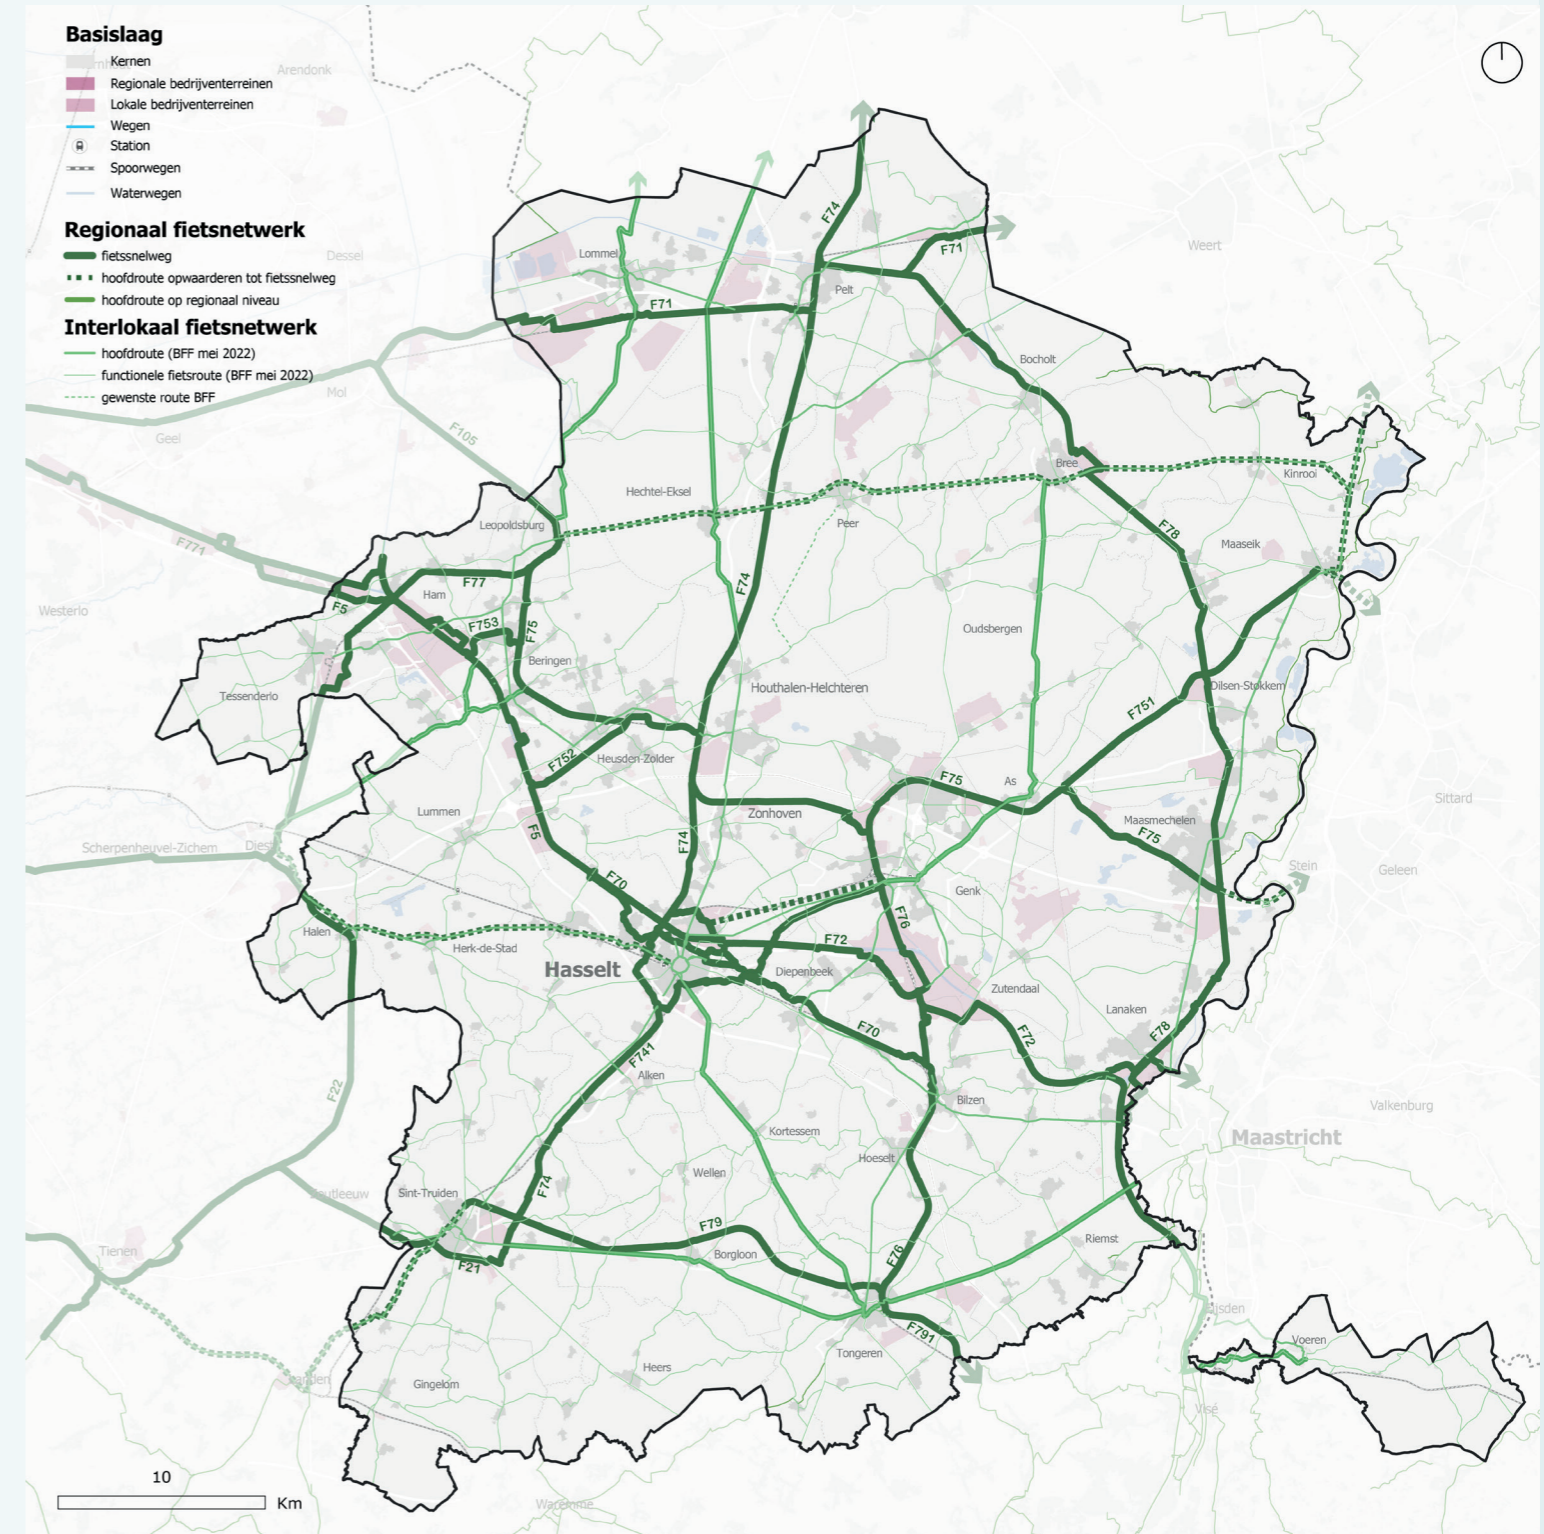 Basislaag
Kernen
Regionale bedrijventerreinen
Lokale bedrijventerreinen
Wegen
Station
Spoorwegen
Waterwegen
Regionaal fietsnetwerk
fietssnelweg
hoofdroute opwaarderen tot fietssnelweg
hoofdroute op regionaal niveau
Interlokaal fietsnetwerk
hoofdroute (BFF mei 2022)
functionele fietsroute (BFF mei 2022)
gewenste route BFF
Arendonk
Dessel
Weert
Lommel
F74
F71
Pelt
F71
Bocholt
Mol
Geel
F105
Bree
Kinrooi
Hechtel-Eksel
Peer
Leopoldsburg
F78
Maaseik
F771
F77
F74
Ham
F5
Westerlo
F753
F75
Oudsbergen
Beringen
Tessenderlo
Houthalen-Helchteren
Dilsen-Stokkem
F751
F752
Heusden-Zolder
F75
As
Lummen
Zonhoven
Maasmechelen
Sittard
F5
F74
F75
Scherpenheuvel-Zichem
Diest
Stein
Geleen
F70
Genk
F76
Halen
Herk-de-Stad
F72
Hasselt
Diepenbeek
Zutendaal
Lanaken
F70
F72
F78
F741
Alken
F22
Bilzen
Valkenburg
Kortessem
Maastricht
Hoeselt
Wellen
F74
Zoutleeuw
Sint-Truiden
F79
Riemst
Tienen
Borgloon
F76
F21
Eijsden
F791
Voeren
Tongeren
Heers
Landen
Gingelom
Visé
10
Km
Waremme